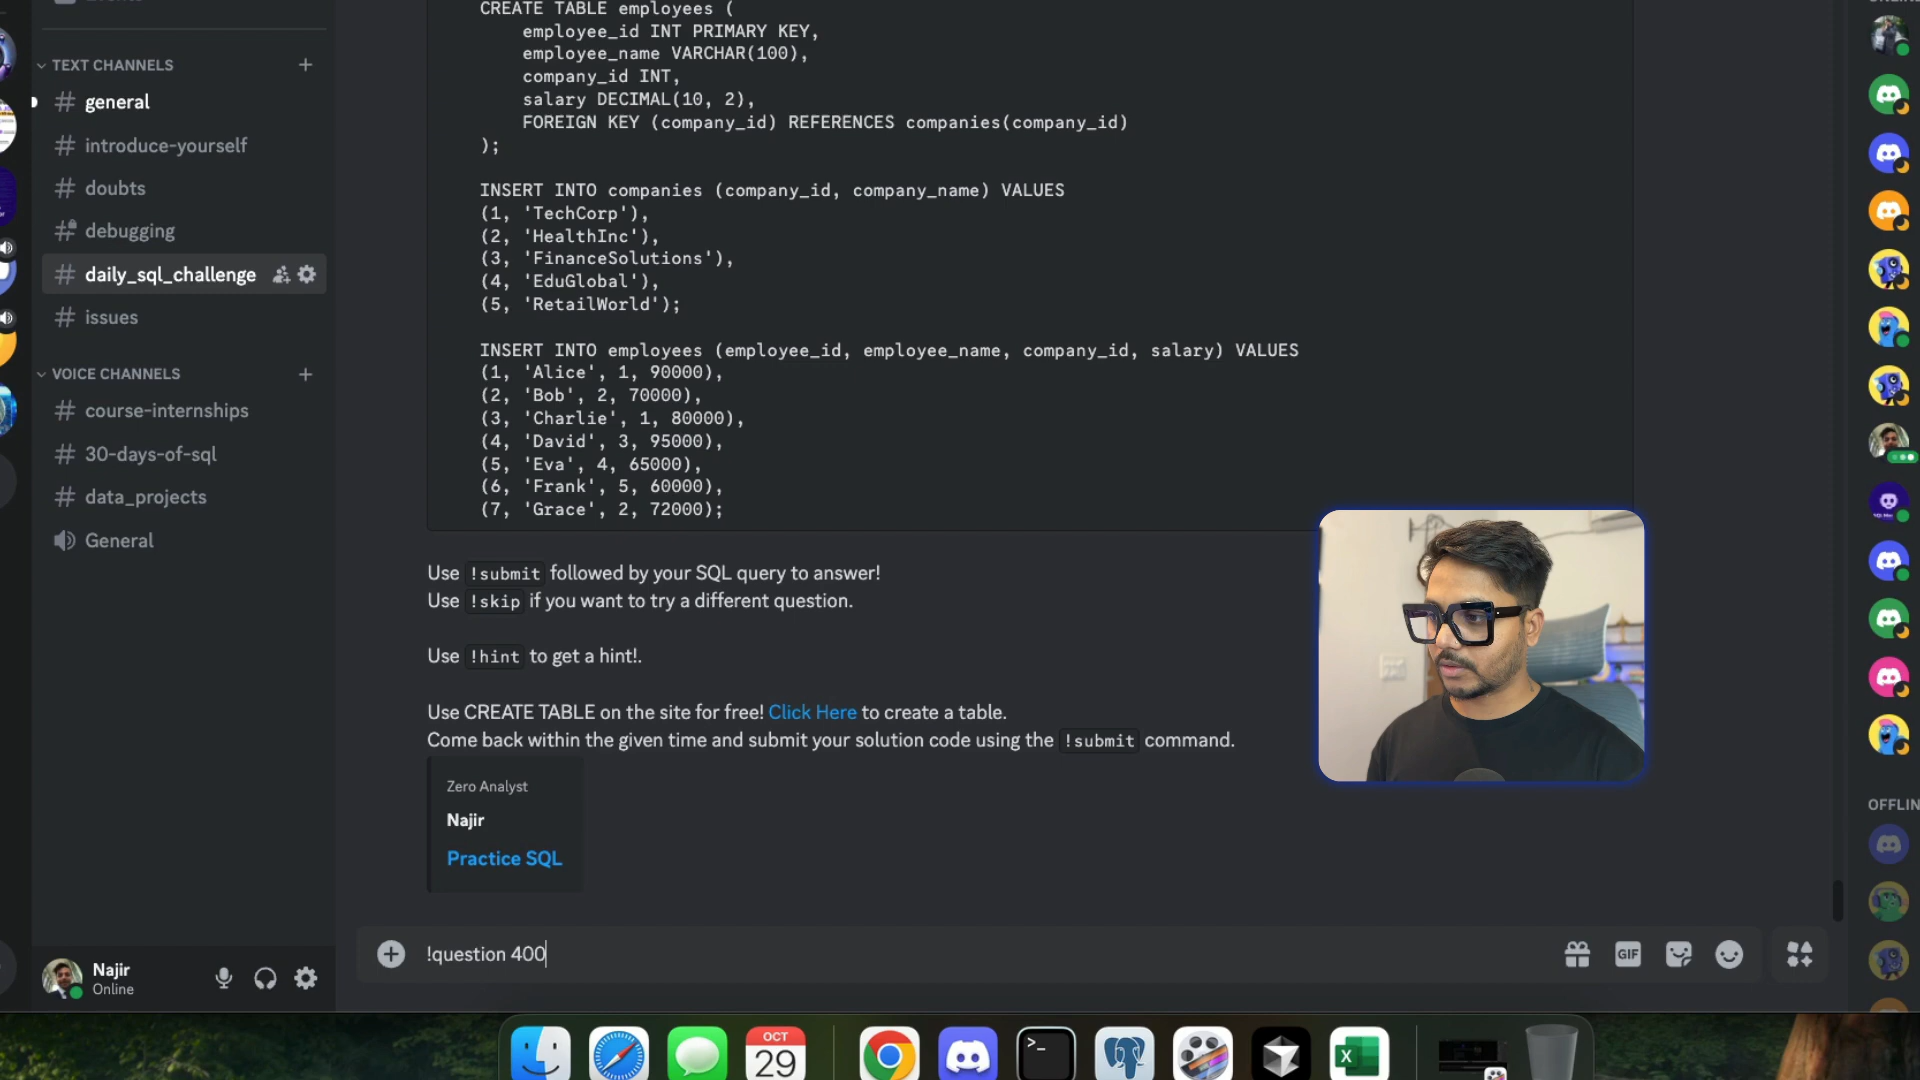 TEXT CHANNELS
general
introduce-yourself
doubts
debugging
daily_sql_challenge
issues
VOICE CHANNELS
course-internships
30-days-of-sql
data_projects
General
Najir
Online
CREATE TABLE employees (
employee_id INT PRIMARY KEY,
employee_name VARCHAR(100),
company_id INT,
salary DECIMAL(10, 2),
FOREIGN KEY (company_id) REFERENCES companies(company_id)
);
INSERT INTO companies (company_id, company_name) VALUES
(1, 'TechCorp'),
(2, 'HealthInc'),
(3, 'FinanceSolutions'),
(4, 'EduGlobal'),
(5, 'RetailWorld');
INSERT INTO employees (employee_id, employee_name, company_id, salary) VALUES
(1, 'Alice', 1, 90000),
(2, 'Bob', 2, 70000),
(3, 'Charlie', 1, 80000),
(4, 'David', 3, 95000),
(5, 'Eva', 4, 65000),
(6, 'Frank', 5, 60000),
(7, 'Grace', 2, 72000);
Use !submit followed by your SQL query to answer!
Use !skip if you want to try a different question.
Use !hint to get a hint!.
Use CREATE TABLE on the site for free! Click Here to create a table.
Come back within the given time and submit your solution code using the !submit command.
Zero Analyst
Najir
Practice SQL
!question 400
GIF
OFFLIN
OCT
29